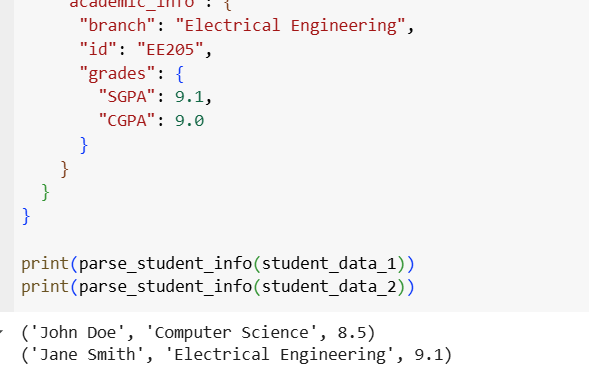 "academic_info": {
"branch": "Electrical Engineering",
"id": "EE205",
"grades": {
"SGPA": 9.1,
"CGPA": 9.0
}
}
}
}
print(parse_student_info(student_data_1))
print(parse_student_info(student_data_2))
('John Doe', 'Computer Science', 8.5)
('Jane Smith', 'Electrical Engineering', 9.1)